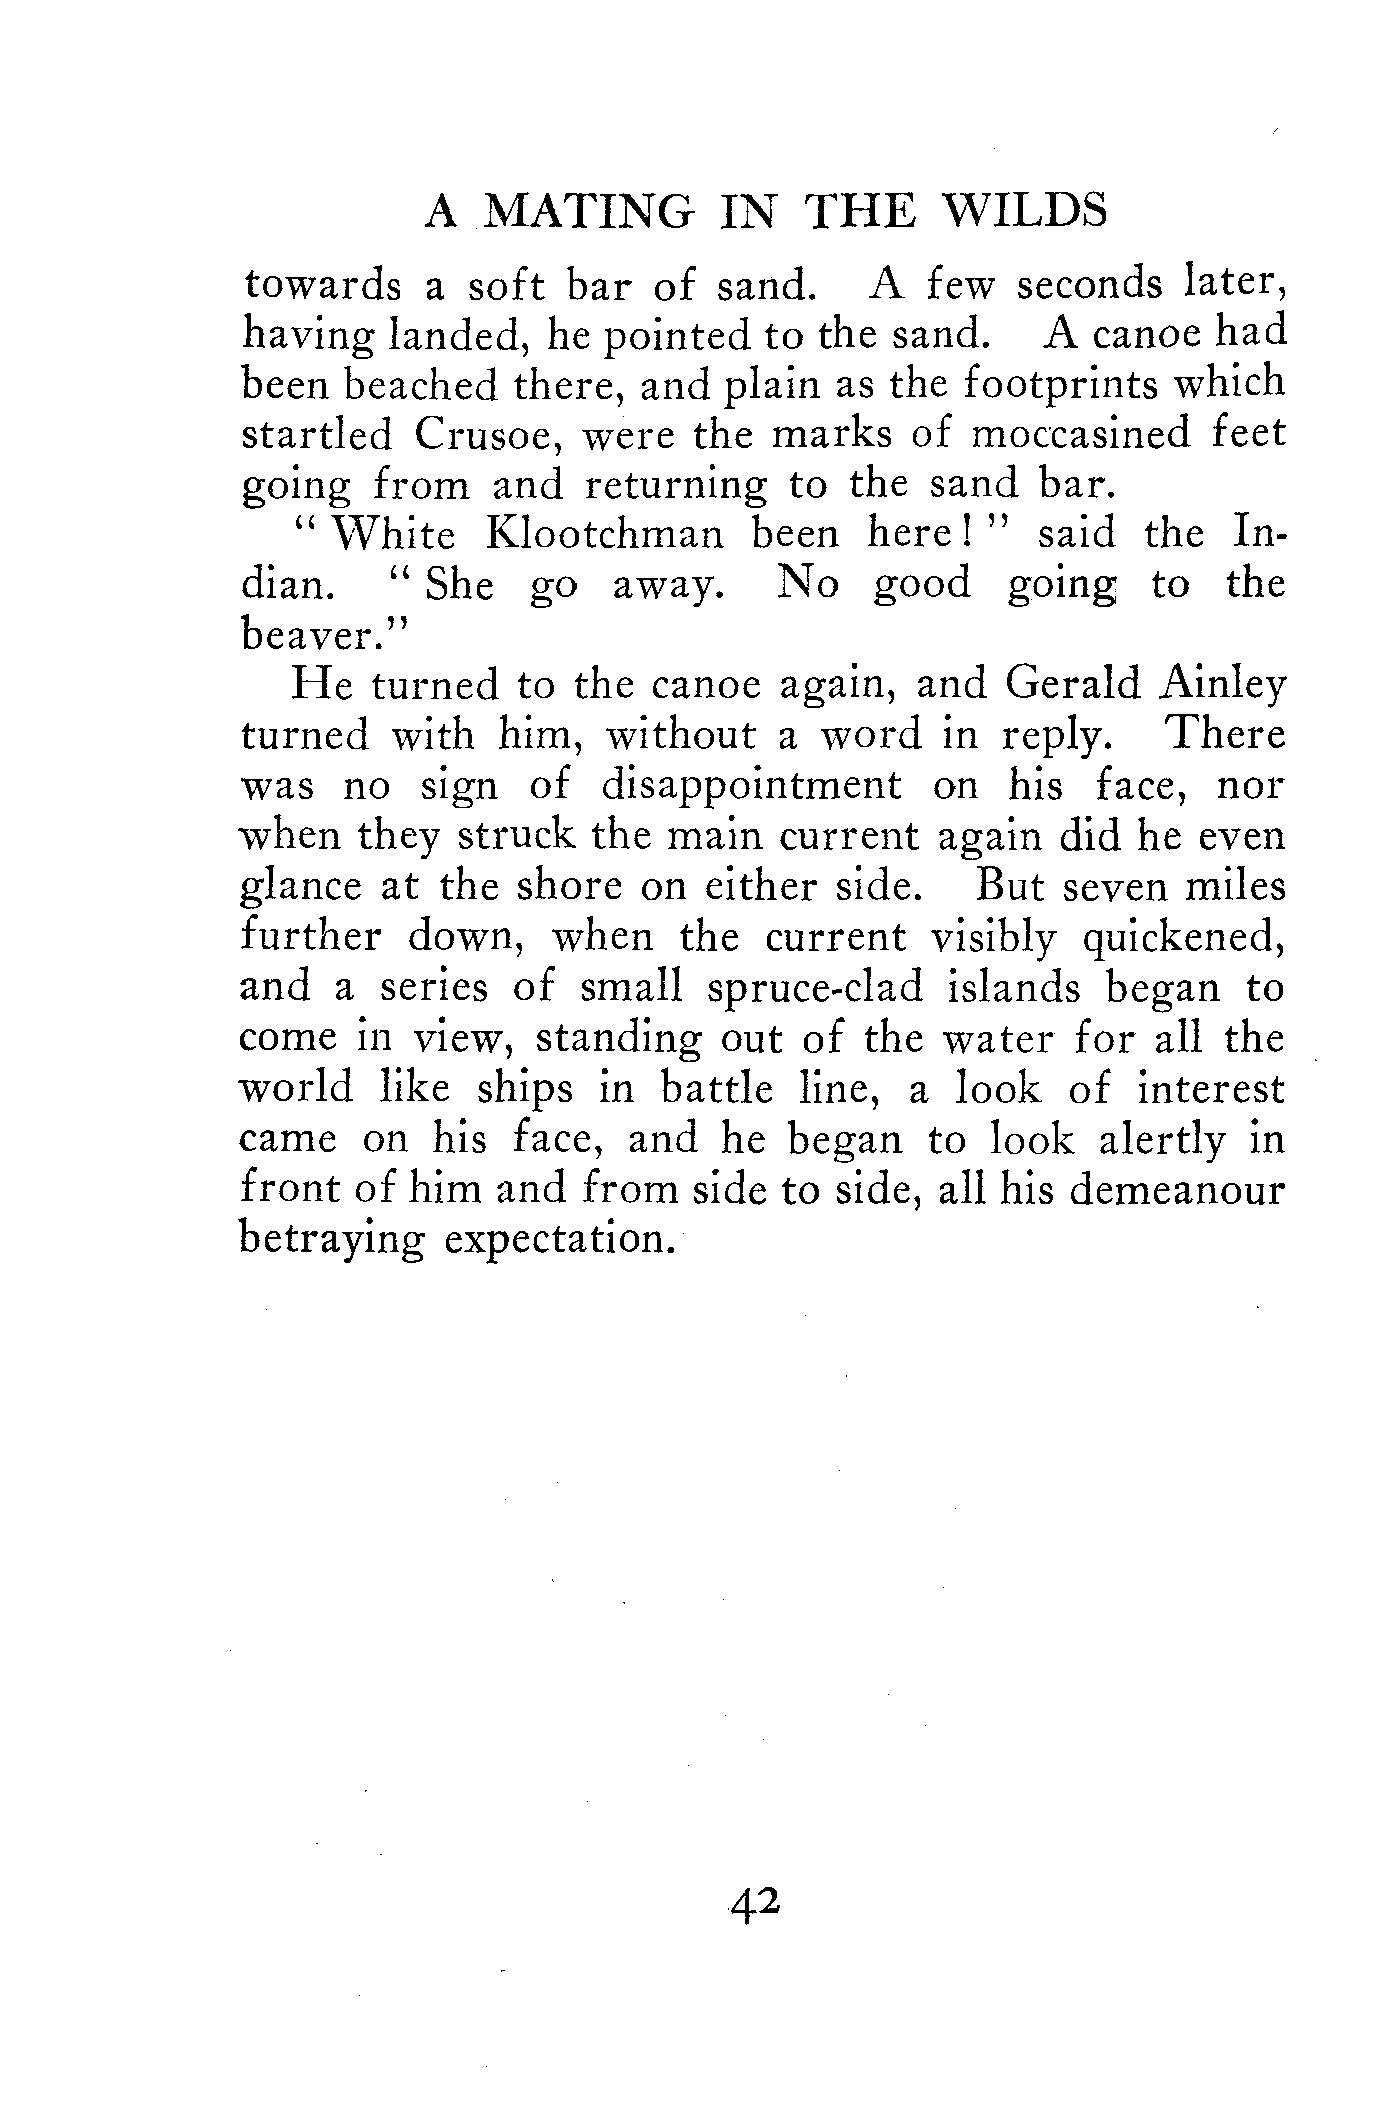 A MATING IN THE WILDS
towards a soft bar of sand. A few seconds later,
having landed, he pointed to the sand. A canoe had
been beached there, and plain as the footprints which
startled Crusoe, were the marks of moccasined feet
going from and returning to the sand bar.
“ White Klootchman been here! ” said the In-
dian. “ She go away. No good going to the
beaver.”
He turned to the canoe again, and Gerald Ainley
turned with him, without a word in reply. There
was no sign of disappointment on his face, nor
when they struck the main current again did he even
glance at the shore on either side. But seven miles
further down, when the current visibly quickened,
and a series of small spruce-clad islands began to
come in view, standing out of the water for all the
world like ships in battle line, a look of interest
came on his face, and he began to look alertly in
front of him and from side to side, all his demeanour
betraying expectation.
42